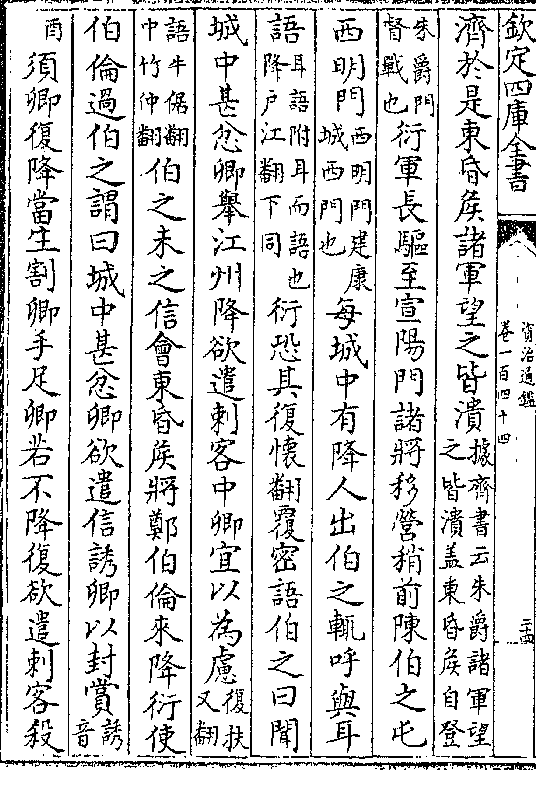 欽定四庫全書
資治通鑑
卷一百四十四
三十四
濟於是東昏侯諸軍望之皆潰據齊書云朱爵諸軍望之皆潰盖東昏侯自登
朱爵門督戰也衍軍長驅至宣陽門諸將移營稍前陳伯之屯
西明門西明門建康城西門也每城中有降人出伯之輒呼與耳
語耳語附耳而語也降户江翻下同衍恐其復懷翻覆密語伯之曰聞
城中甚忿卿舉江州降欲遣刺客中卿宜以為慮復扶又翻
語牛倨翻中竹仲翻伯之未之信會東昏侯將鄭伯倫來降衍使
伯倫過伯之謂曰城中甚忿卿欲遣信誘卿以封賞誘音
酉須卿復降當生割卿手足卿若不降復欲遣刺客殺